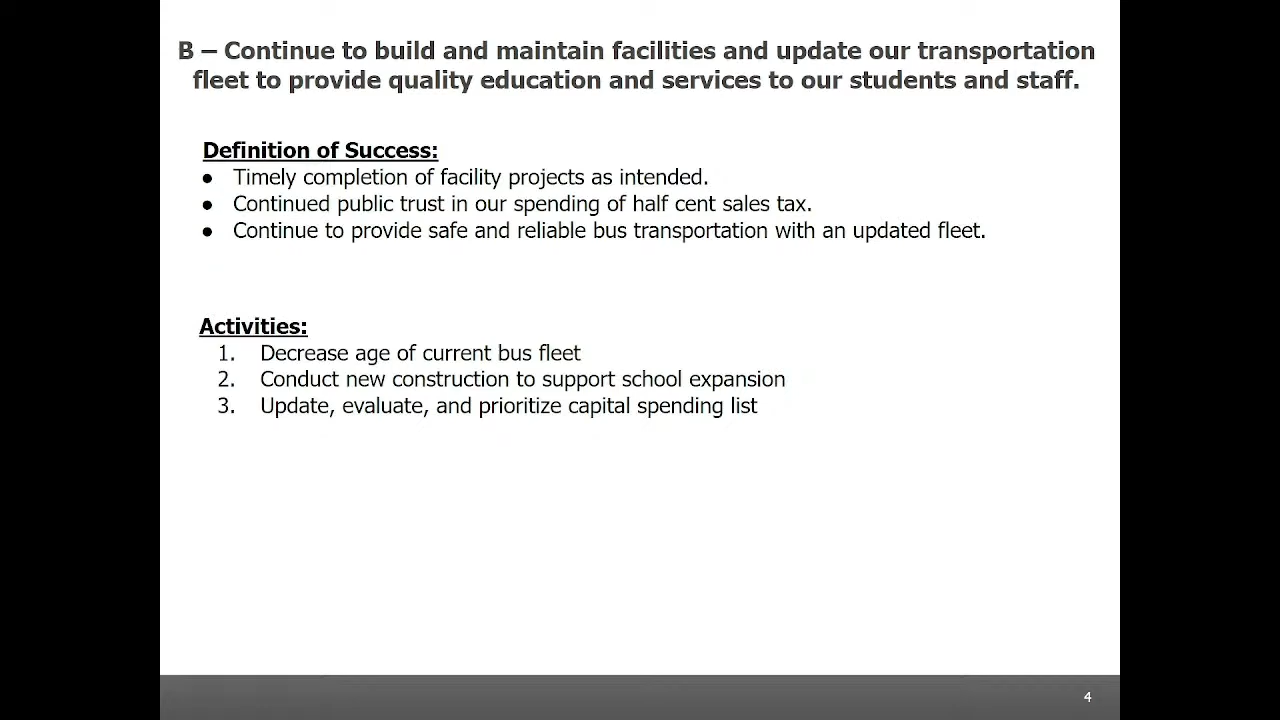 B – Continue to build and maintain facilities and update our transportation
fleet to provide quality education and services to our students and staff.
Definition of Success:
● Timely completion of facility projects as intended.
● Continued public trust in our spending of half cent sales tax.
● Continue to provide safe and reliable bus transportation with an updated fleet.
Activities:
1. Decrease age of current bus fleet
2. Conduct new construction to support school expansion
3. Update, evaluate, and prioritize capital spending list
4